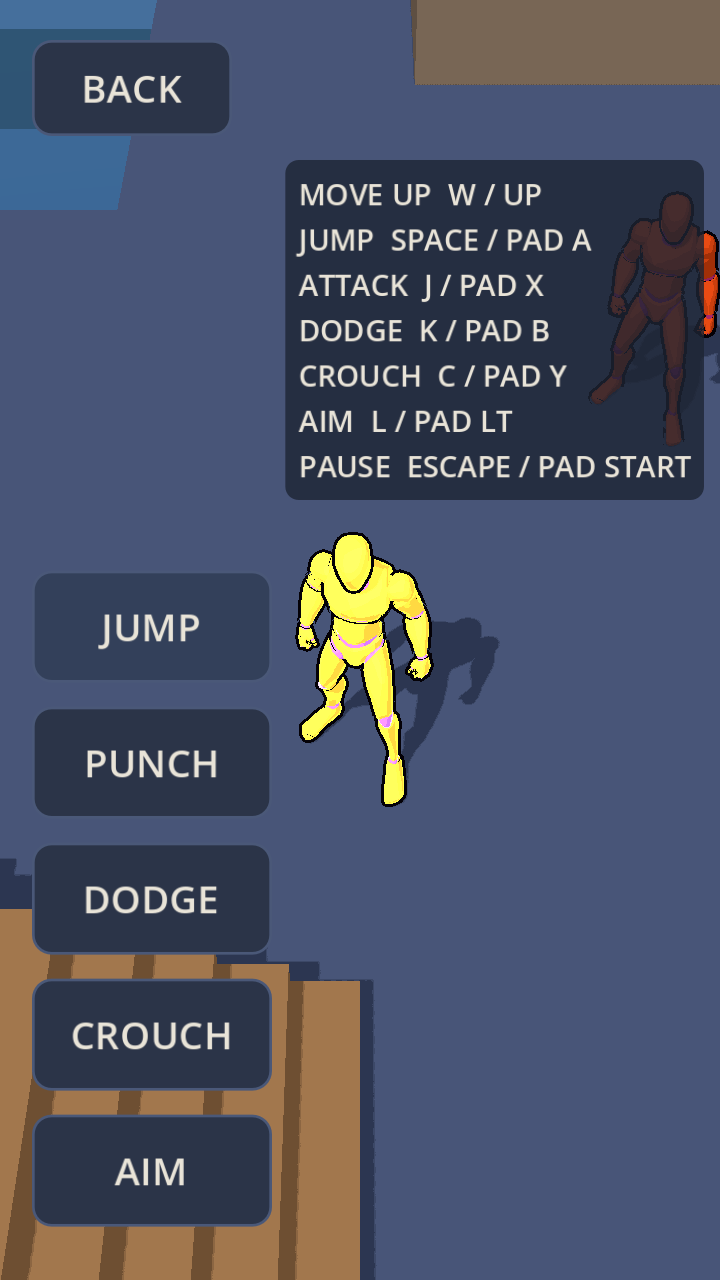 BACK
MOVE UP  W / UP
JUMP  SPACE / PAD A
ATTACK  J / PAD X
DODGE  K / PAD B
CROUCH  C / PAD Y
AIM  L / PAD LT
PAUSE  ESCAPE / PAD START
JUMP
PUNCH
DODGE
CROUCH
AIM